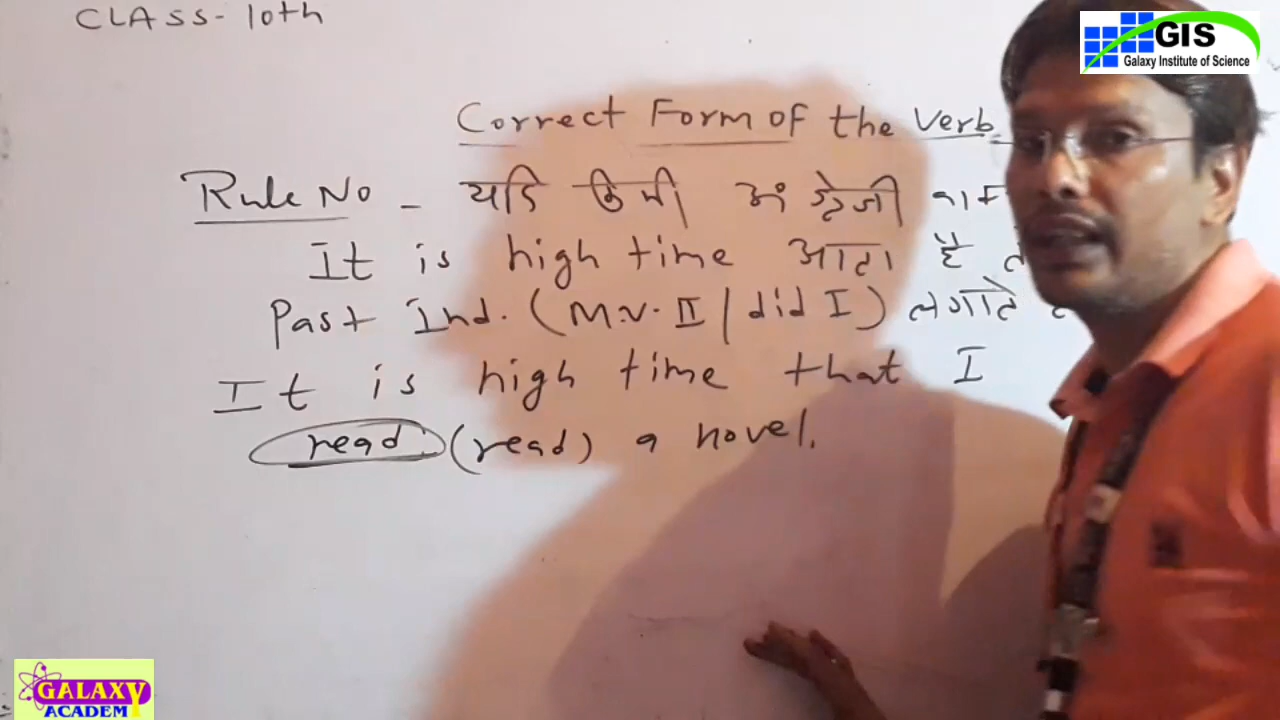 CLASS- 10th
GIS
Galaxy Institute of Science
Correct Form of the Verb
Rule No - यदि किसी अंग्रेजी
It is high time आता है
Past Ind. (M.V. II / did I) लगाते
It is high time that I
read (read) a novel.
GALAXY
ACADEMY